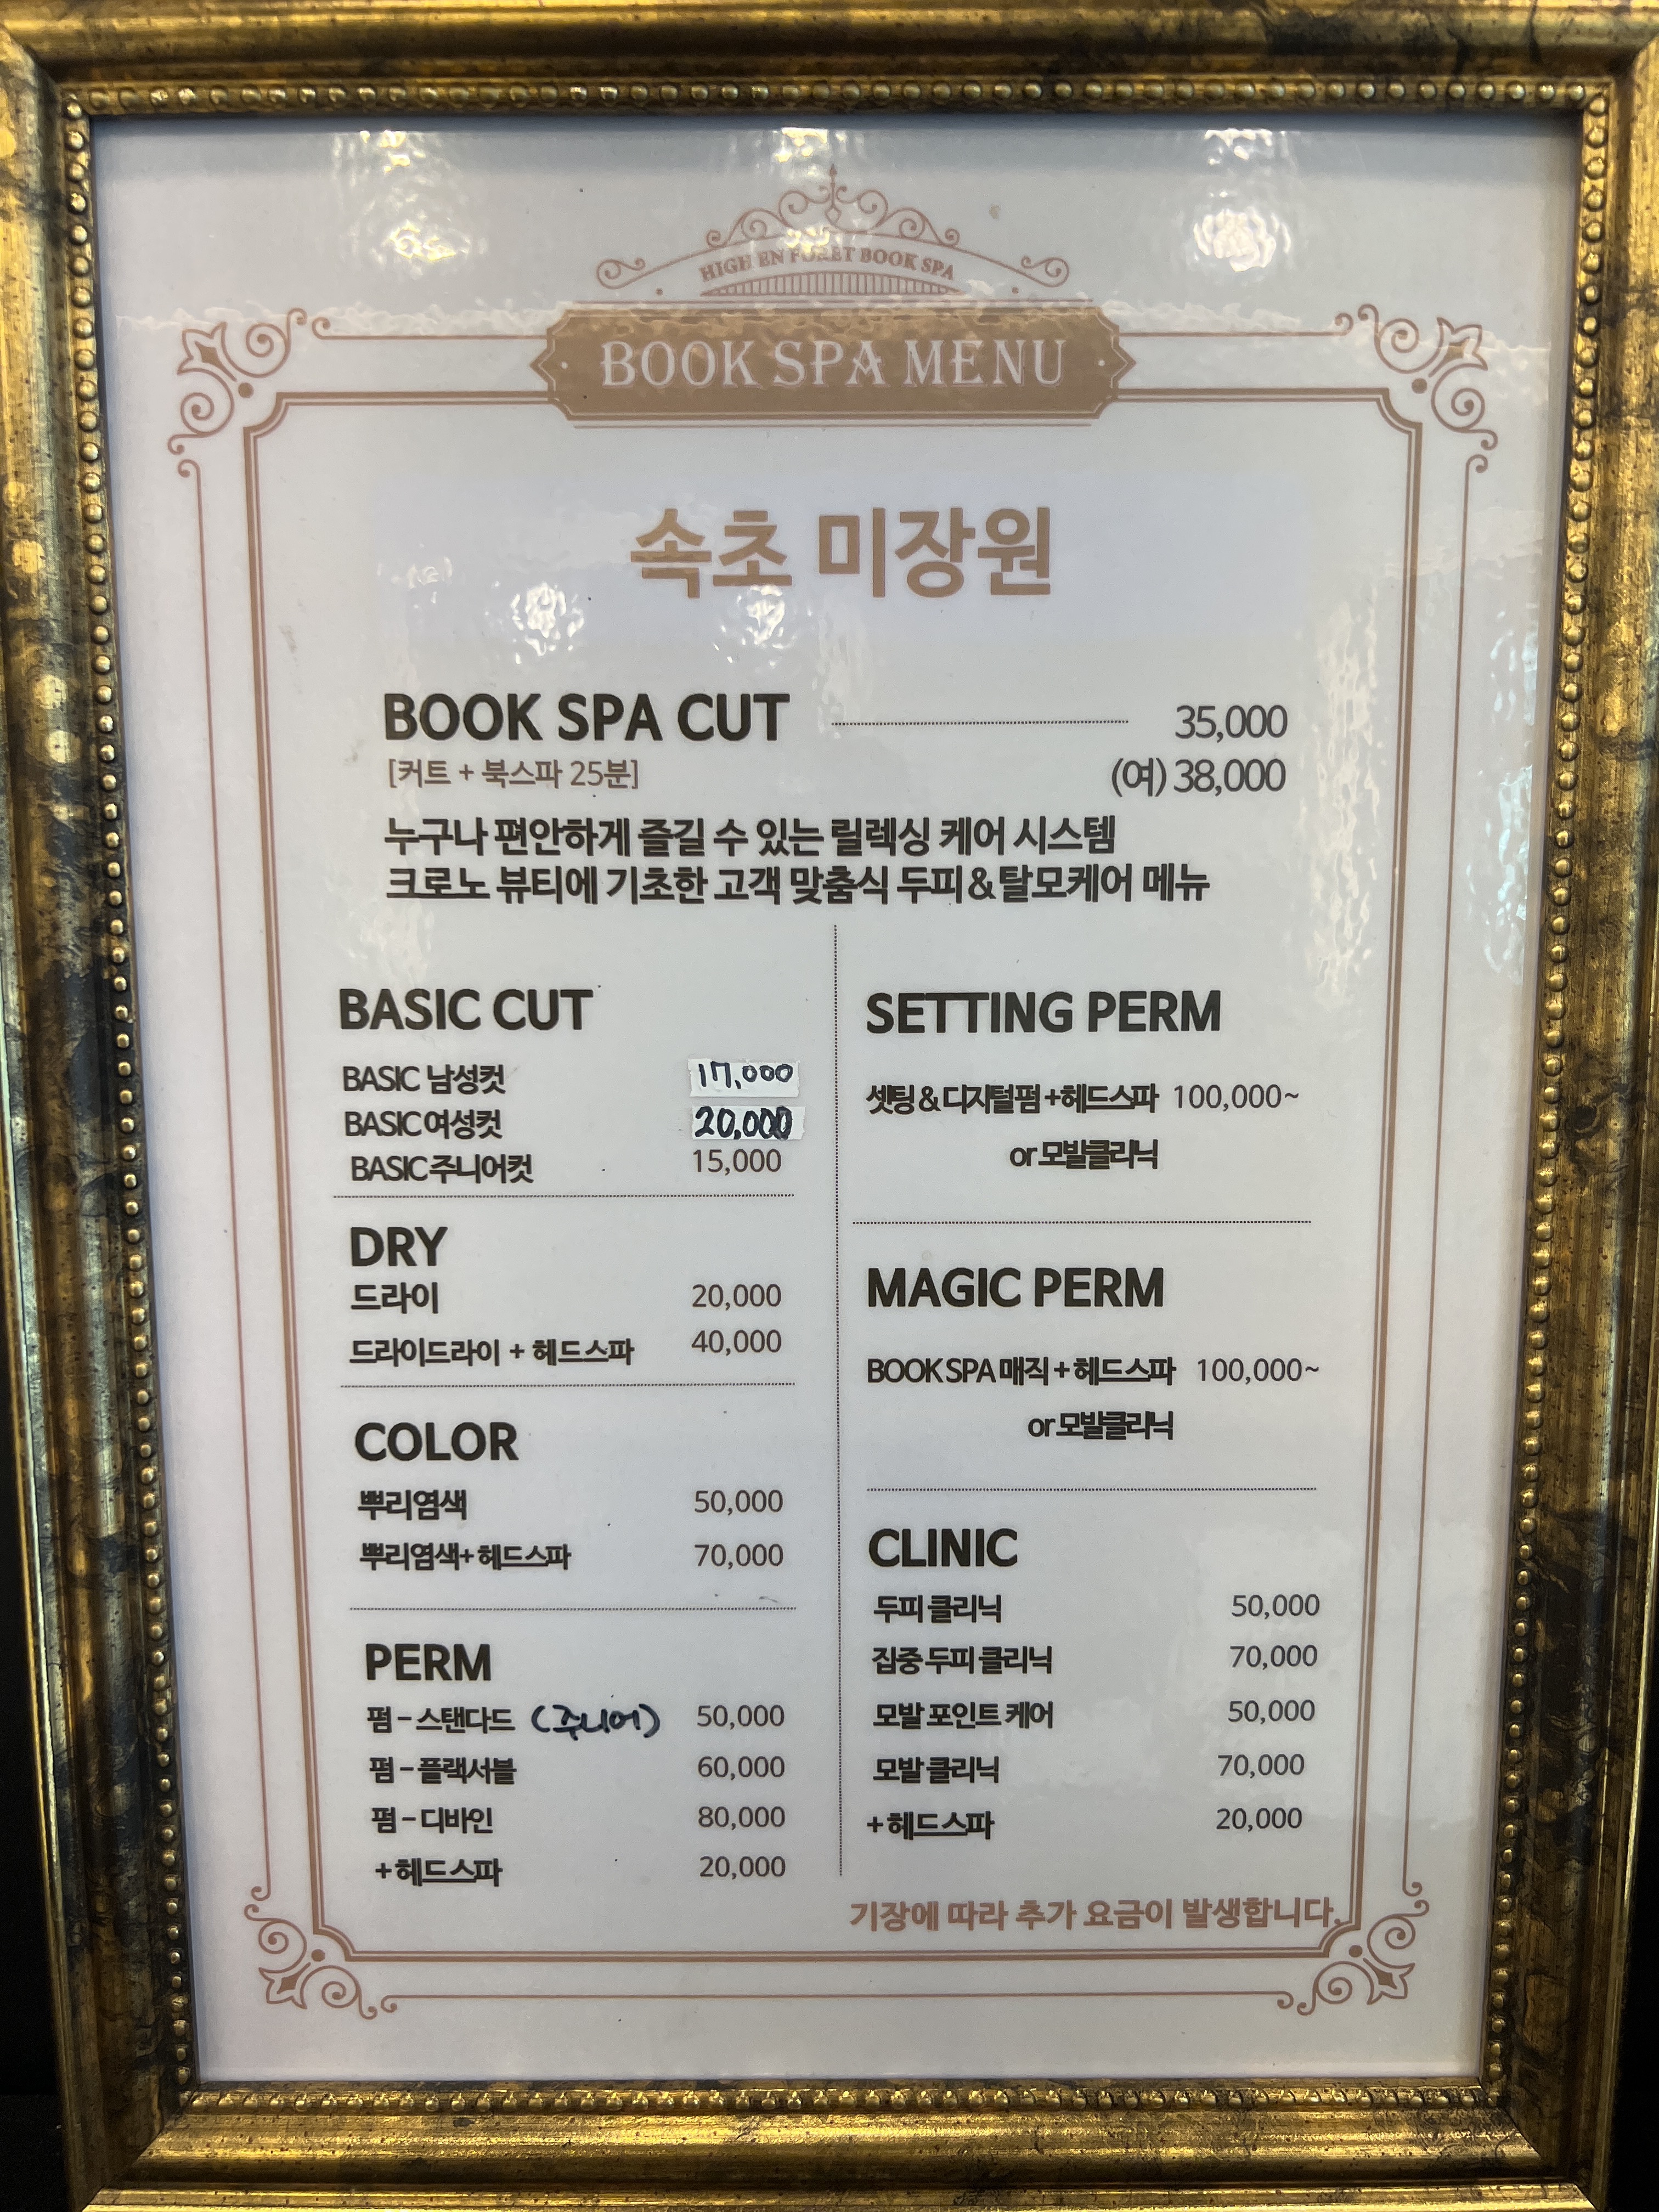 HIGH EN FORET BOOK SPA
BOOK SPA MENU
속초 미장원
BOOK SPA CUT 35,000
[커트 + 북스파 25분] (여) 38,000
누구나 편안하게 즐길 수 있는 릴렉싱 케어 시스템
크로노 뷰티에 기초한 고객 맞춤식 두피&탈모케어 메뉴
BASIC CUT
BASIC 남성컷 17,000
BASIC 여성컷 20,000
BASIC 주니어컷 15,000
DRY
드라이 20,000
드라이드라이 + 헤드스파 40,000
COLOR
뿌리염색 50,000
뿌리염색+헤드스파 70,000
PERM
펌-스탠다드 (주니어) 50,000
펌-플랙서블 60,000
펌-디바인 80,000
+헤드스파 20,000
SETTING PERM
셋팅&디지털펌+헤드스파 100,000~
or 모발클리닉
MAGIC PERM
BOOK SPA 매직+헤드스파 100,000~
or 모발클리닉
CLINIC
두피 클리닉 50,000
집중 두피 클리닉 70,000
모발 포인트 케어 50,000
모발 클리닉 70,000
+헤드스파 20,000
기장에 따라 추가 요금이 발생합니다.